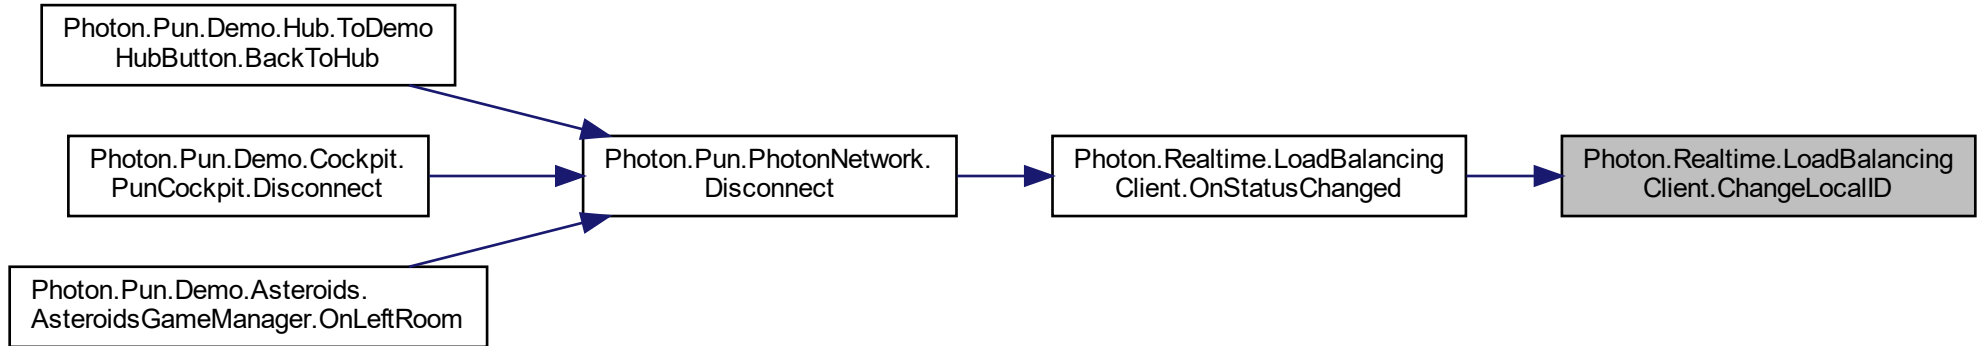 Photon.Pun.Demo.Hub.ToDemo
HubButton.BackToHub
Photon.Pun.Demo.Cockpit.
PunCockpit.Disconnect
Photon.Pun.Demo.Asteroids.
AsteroidsGameManager.OnLeftRoom
Photon.Pun.PhotonNetwork.
Disconnect
Photon.Realtime.LoadBalancing
Client.OnStatusChanged
Photon.Realtime.LoadBalancing
Client.ChangeLocalID